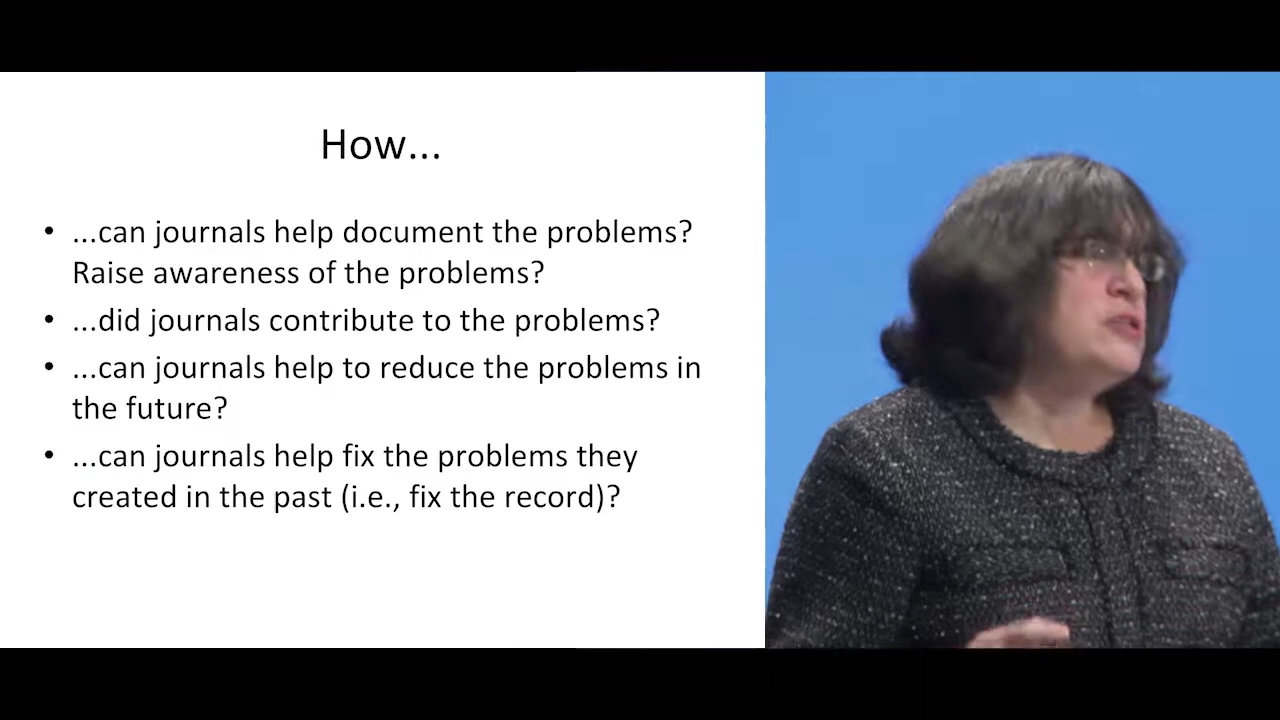 How...
• ...can journals help document the problems?
Raise awareness of the problems?
• ...did journals contribute to the problems?
• ...can journals help to reduce the problems in
the future?
• ...can journals help fix the problems they
created in the past (i.e., fix the record)?